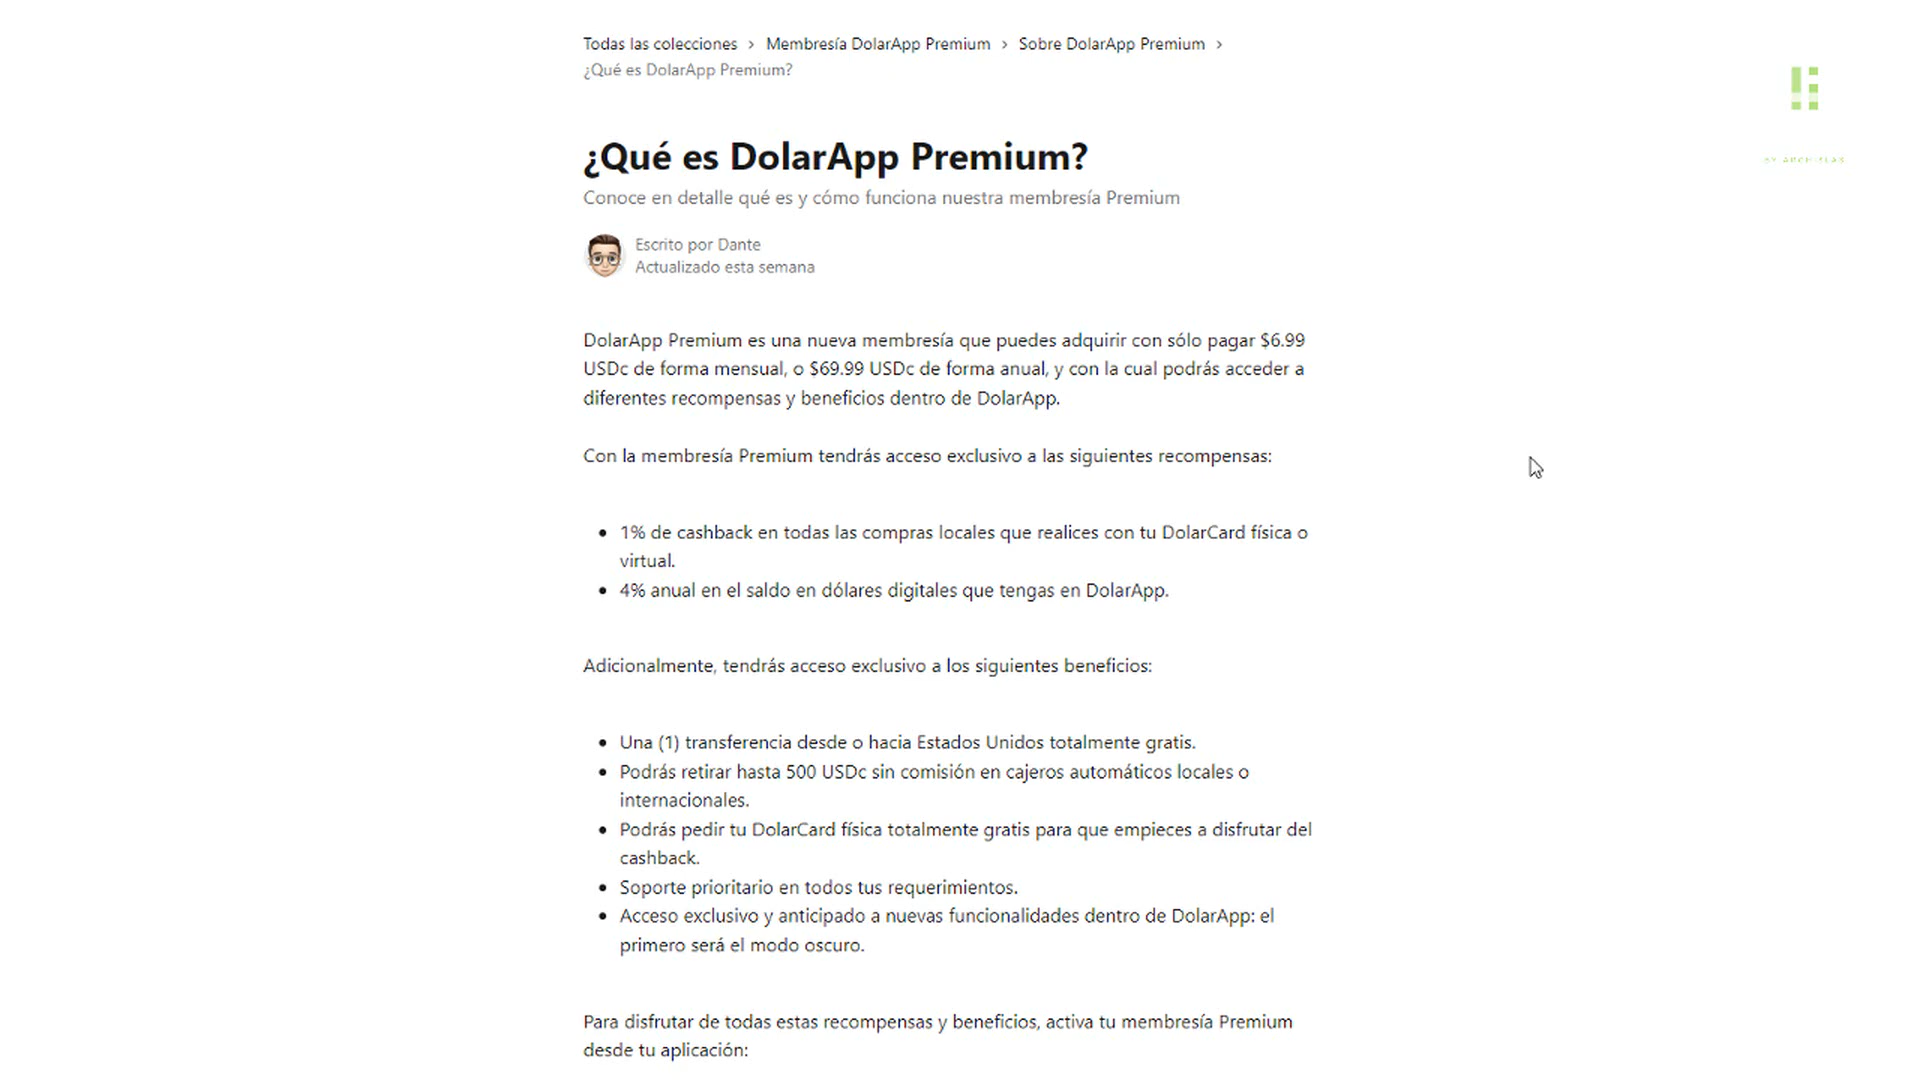 Todas las colecciones > Membresía DolarApp Premium > Sobre DolarApp Premium >
¿Qué es DolarApp Premium?
¿Qué es DolarApp Premium?
Conoce en detalle qué es y cómo funciona nuestra membresía Premium
Escrito por Dante
Actualizado esta semana
DolarApp Premium es una nueva membresía que puedes adquirir con sólo pagar $6.99
USDc de forma mensual, o $69.99 USDc de forma anual, y con la cual podrás acceder a
diferentes recompensas y beneficios dentro de DolarApp.
Con la membresía Premium tendrás acceso exclusivo a las siguientes recompensas:
• 1% de cashback en todas las compras locales que realices con tu DolarCard física o
virtual.
• 4% anual en el saldo en dólares digitales que tengas en DolarApp.
Adicionalmente, tendrás acceso exclusivo a los siguientes beneficios:
• Una (1) transferencia desde o hacia Estados Unidos totalmente gratis.
• Podrás retirar hasta 500 USDc sin comisión en cajeros automáticos locales o
internacionales.
• Podrás pedir tu DolarCard física totalmente gratis para que empieces a disfrutar del
cashback.
• Soporte prioritario en todos tus requerimientos.
• Acceso exclusivo y anticipado a nuevas funcionalidades dentro de DolarApp: el
primero será el modo oscuro.
Para disfrutar de todas estas recompensas y beneficios, activa tu membresía Premium
desde tu aplicación: